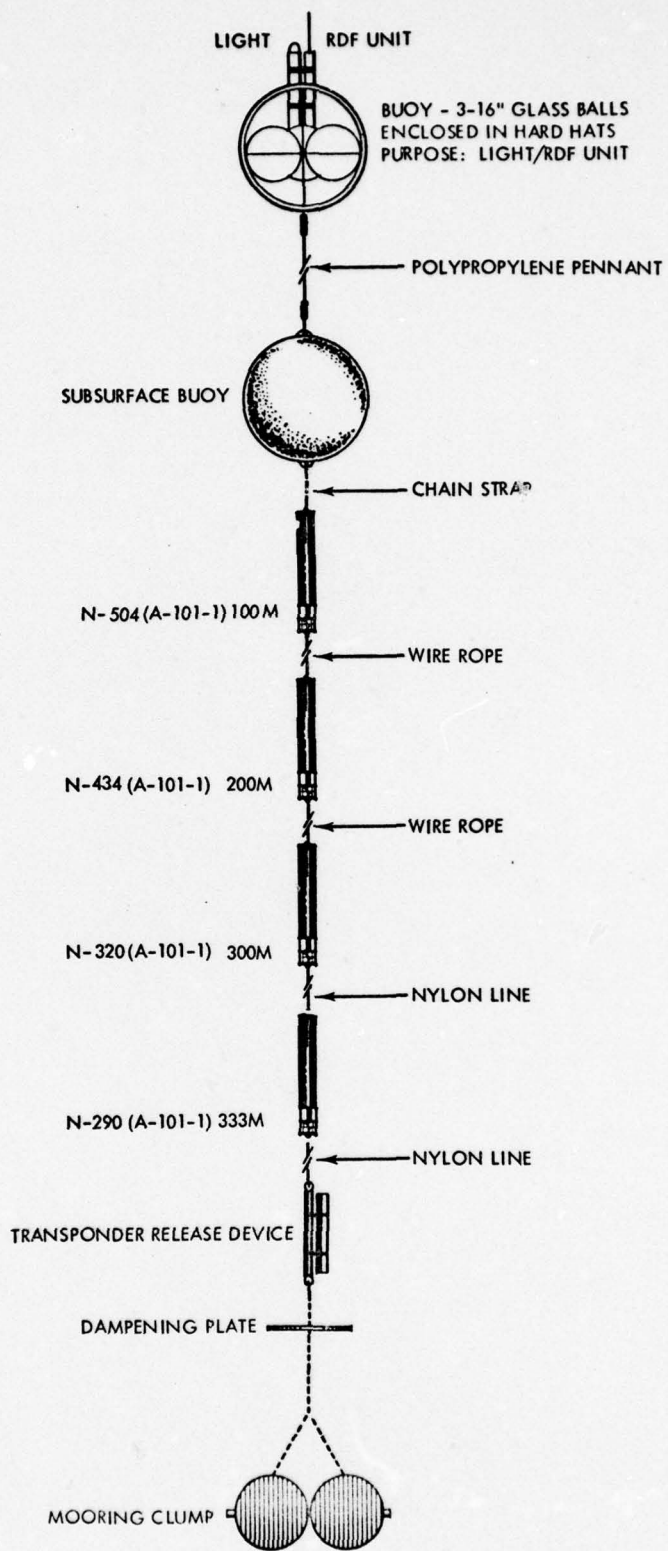 LIGHT
RDF UNIT
BUOY - 3-16" GLASS BALLS
ENCLOSED IN HARD HATS
PURPOSE: LIGHT/RDF UNIT
POLYPROPYLENE PENNANT
SUBSURFACE BUOY
CHAIN STRAP
N-504 (A-101-1) 100M
WIRE ROPE
N-434 (A-101-1) 200M
WIRE ROPE
N-320 (A-101-1) 300M
NYLON LINE
N-290 (A-101-1) 333M
NYLON LINE
TRANSPONDER RELEASE DEVICE
DAMPENING PLATE
MOORING CLUMP